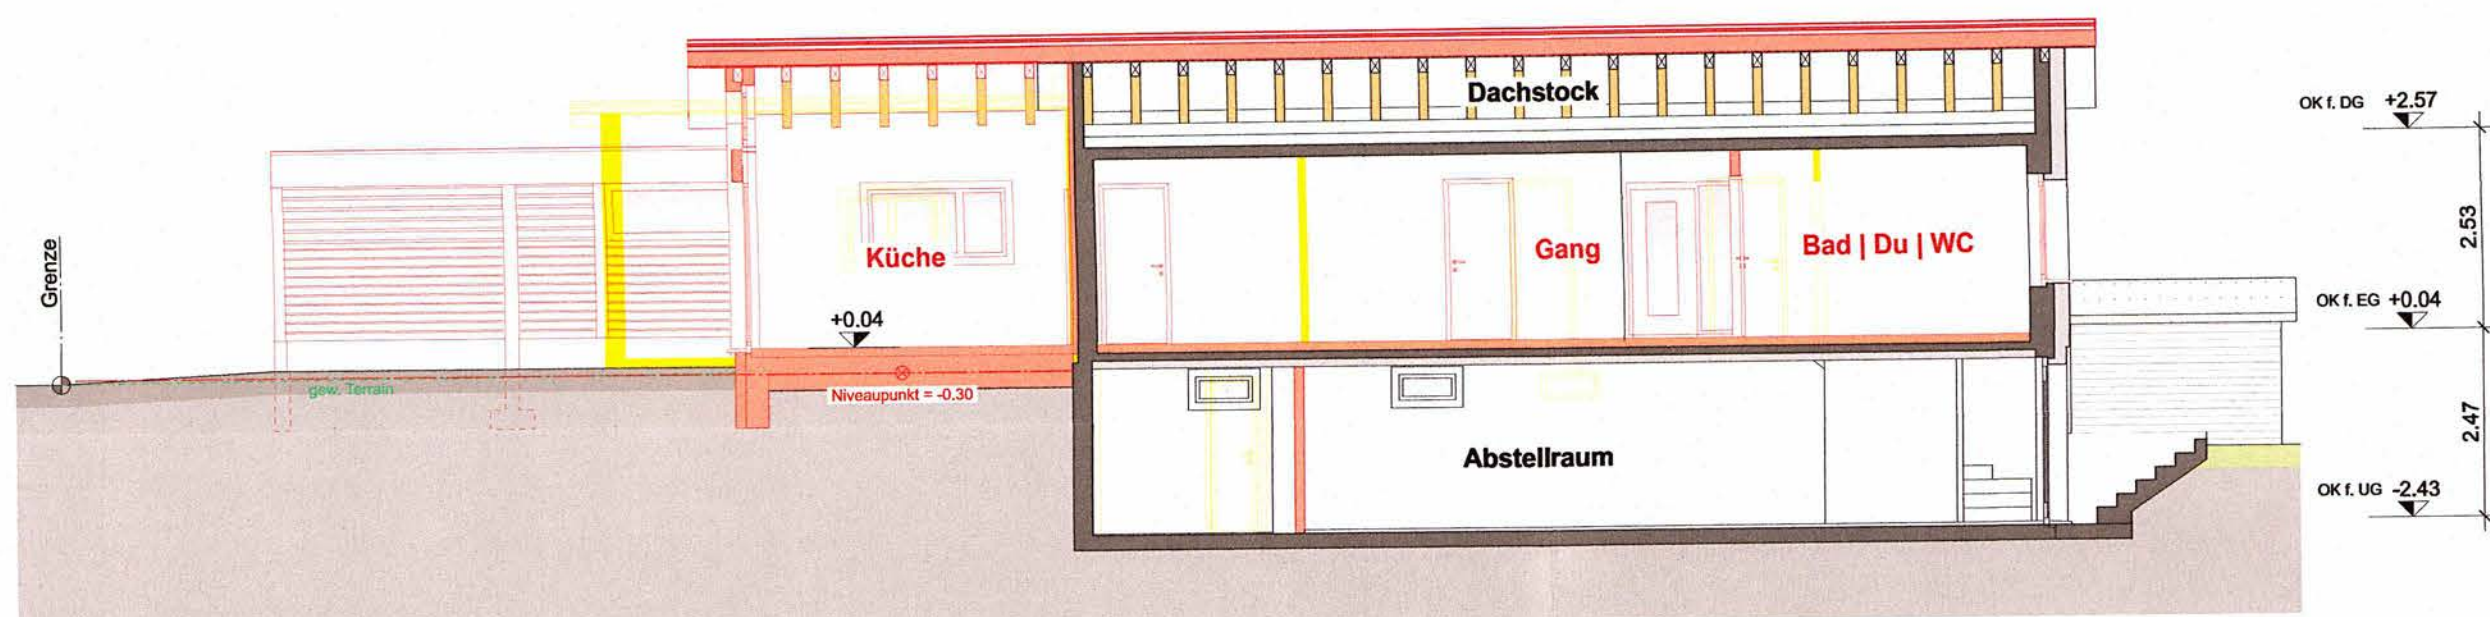 Dachstock
OK f. DG +2.57
Grenze
Küche
Gang
Bad | Du | WC
2.53
+0.04
OK f. EG +0.04
gew. Terrain
Niveaupunkt = -0.30
Abstellraum
2.47
OK f. UG -2.43